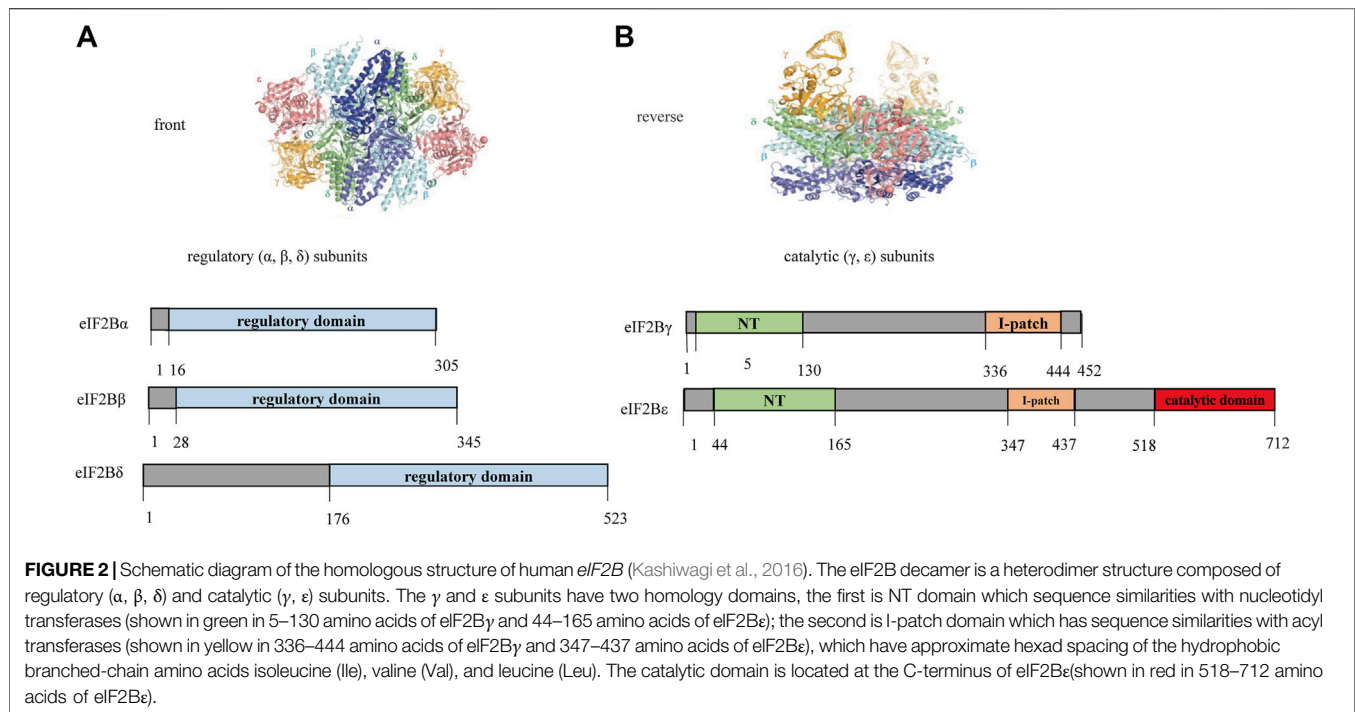 A
α
β
δ
γ
ε
front
γ
ε
δ
β
α
regulatory (α, β, δ) subunits
eIF2Bα
regulatory domain
1 16 305
eIF2Bβ
regulatory domain
1 28 345
eIF2Bδ
regulatory domain
1 176 523
B
γ
γ
reverse
δ
δ
β
β
catalytic (γ, ε) subunits
eIF2Bγ
NT
I-patch
1 5 130 336 444 452
eIF2Bε
NT
I-patch
catalytic domain
1 44 165 347 437 518 712
FIGURE 2 | Schematic diagram of the homologous structure of human eIF2B (Kashiwagi et al., 2016). The eIF2B decamer is a heterodimer structure composed of
regulatory (α, β, δ) and catalytic (γ, ε) subunits. The γ and ε subunits have two homology domains, the first is NT domain which sequence similarities with nucleotidyl
transferases (shown in green in 5–130 amino acids of eIF2Bγ and 44–165 amino acids of eIF2Bε); the second is I-patch domain which has sequence similarities with acyl
transferases (shown in yellow in 336–444 amino acids of eIF2Bγ and 347–437 amino acids of eIF2Bε), which have approximate hexad spacing of the hydrophobic
branched-chain amino acids isoleucine (Ile), valine (Val), and leucine (Leu). The catalytic domain is located at the C-terminus of eIF2Bε(shown in red in 518–712 amino
acids of eIF2Bε).